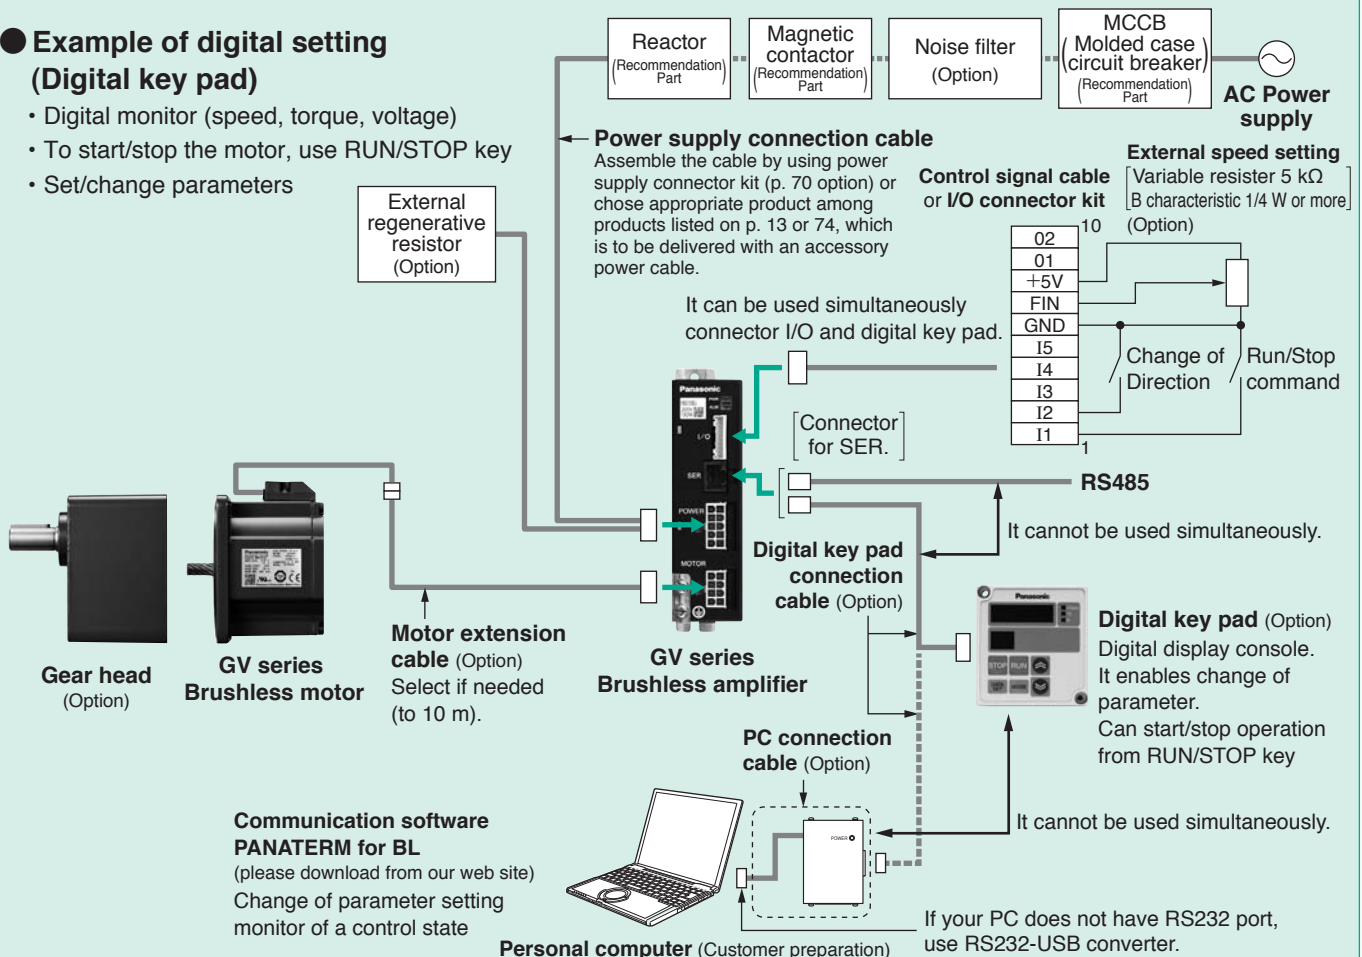 ● Example of digital setting
(Digital key pad)
・Digital monitor (speed, torque, voltage)
・To start/stop the motor, use RUN/STOP key
・Set/change parameters
Reactor
(Recommendation Part)
Magnetic
contactor
(Recommendation Part)
Noise filter
(Option)
MCCB
(Molded case
circuit breaker)
(Recommendation Part)
AC Power
supply
External
regenerative
resistor
(Option)
Power supply connection cable
Assemble the cable by using power
supply connector kit (p. 70 option) or
chose appropriate product among
products listed on p. 13 or 74, which
is to be delivered with an accessory
power cable.
Control signal cable
or I/O connector kit
External speed setting
[Variable resister 5 kΩ
B characteristic 1/4 W or more]
(Option)
10
02
01
+5V
FIN
GND
I5
I4
I3
I2
I1
1
Change of
Direction
Run/Stop
command
It can be used simultaneously
connector I/O and digital key pad.
Panasonic
I/O
SER
POWER
MOTOR
[Connector
for SER.]
RS485
It cannot be used simultaneously.
Digital key pad
connection
cable (Option)
Panasonic
STOP
RUN
MODE
Digital key pad (Option)
Digital display console.
It enables change of
parameter.
Can start/stop operation
from RUN/STOP key
Gear head
(Option)
Panasonic
GV series
Brushless motor
Motor extension
cable (Option)
Select if needed
(to 10 m).
GV series
Brushless amplifier
PC connection
cable (Option)
POWER
It cannot be used simultaneously.
Communication software
PANATERM for BL
(please download from our web site)
Change of parameter setting
monitor of a control state
Personal computer (Customer preparation)
If your PC does not have RS232 port,
use RS232-USB converter.